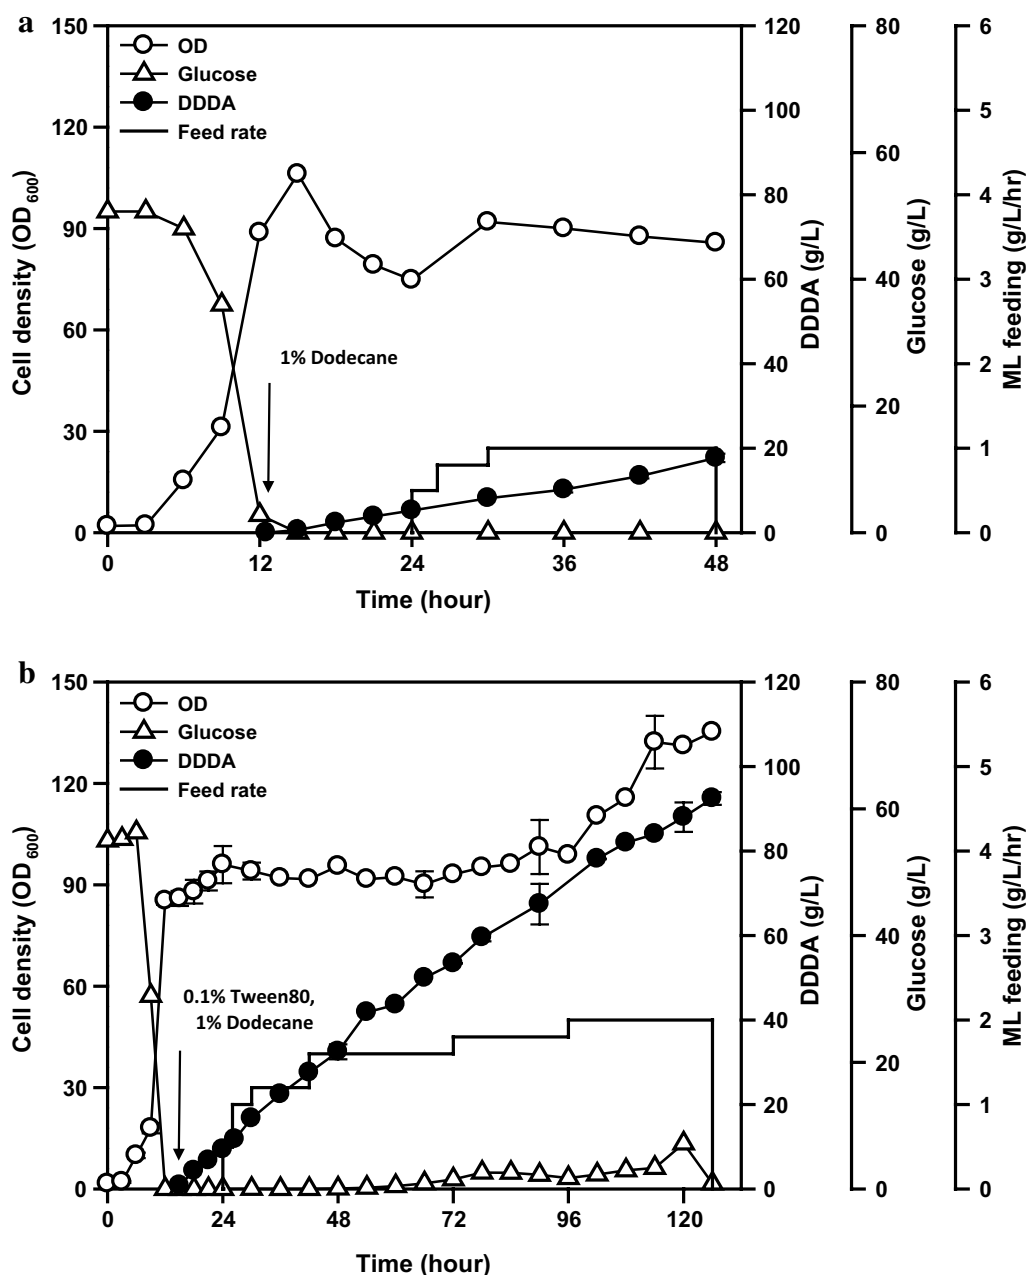 a
OD
Glucose
DDDA
Feed rate
1% Dodecane
150
120
90
60
30
0
Cell density (OD600)
0 12 24 36 48
Time (hour)
120
100
80
60
40
20
0
DDDA (g/L)
80
60
40
20
0
Glucose (g/L)
6
5
4
3
2
1
0
ML feeding (g/L/hr)
b
OD
Glucose
DDDA
Feed rate
0.1% Tween80,
1% Dodecane
150
120
90
60
30
0
Cell density (OD600)
0 24 48 72 96 120
Time (hour)
120
100
80
60
40
20
0
DDDA (g/L)
80
60
40
20
0
Glucose (g/L)
6
5
4
3
2
1
0
ML feeding (g/L/hr)